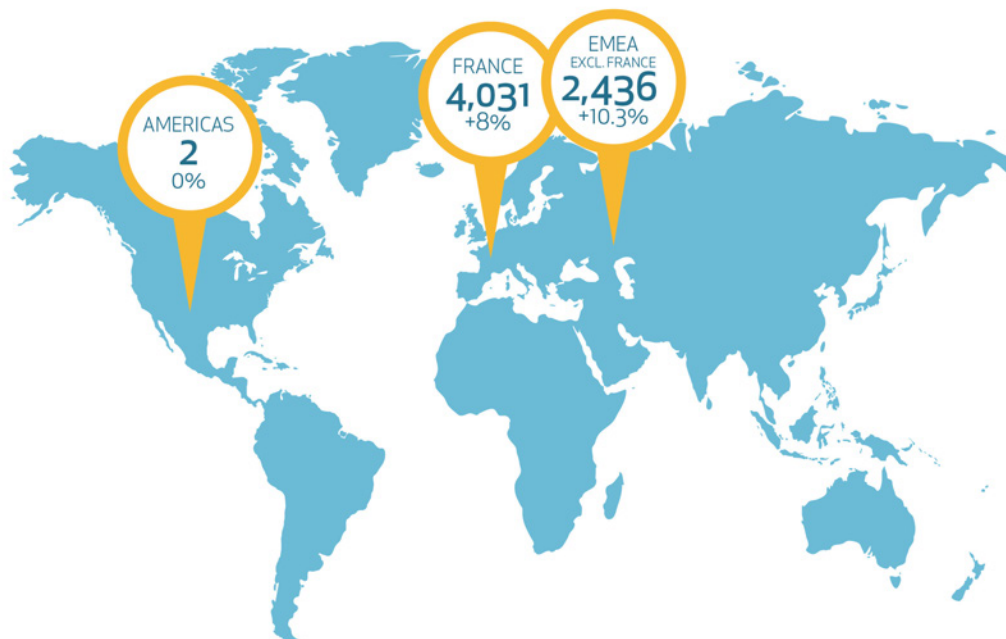 AMERICAS
2
0%
FRANCE
4,031
+8%
EMEA
EXCL. FRANCE
2,436
+10.3%